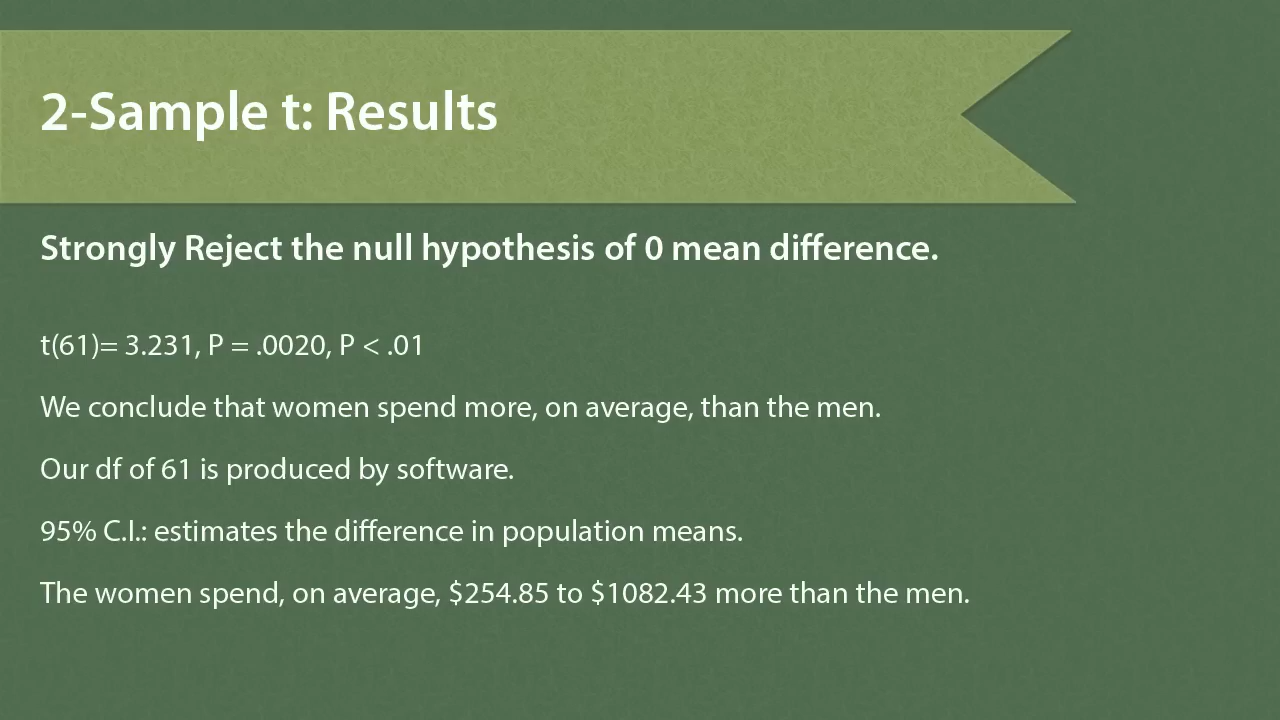 2-Sample t: Results
Strongly Reject the null hypothesis of 0 mean difference.
t(61)= 3.231, P = .0020, P < .01
We conclude that women spend more, on average, than the men.
Our df of 61 is produced by software.
95% C.I.: estimates the difference in population means.
The women spend, on average, $254.85 to $1082.43 more than the men.